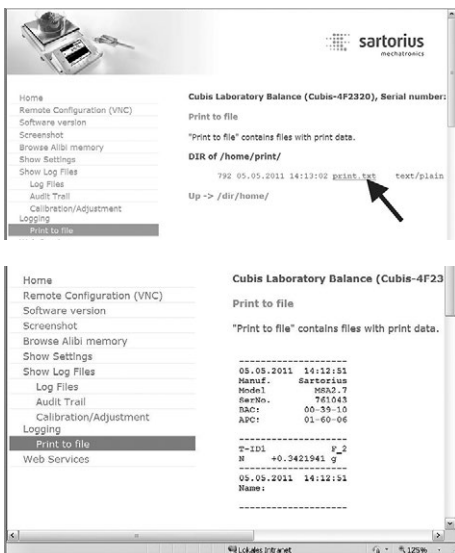 sartorius
mechatronics
Home
Remote Configuration (VNC)
Software version
Screenshot
Browse Alibi memory
Show Settings
Show Log Files
Log Files
Audit Trail
Calibration/Adjustment
Logging
Print to file
Cubis Laboratory Balance (Cubis-4F2320), Serial number:
Print to file
"Print to file" contains files with print data.
DIR of /home/print/
792 05.05.2011 14:13:02 print.txt text/plain
Up -> /dir/home/
Home
Remote Configuration (VNC)
Software version
Screenshot
Browse Alibi memory
Show Settings
Show Log Files
Log Files
Audit Trail
Calibration/Adjustment
Logging
Print to file
Web Services
Cubis Laboratory Balance (Cubis-4F23
Print to file
"Print to file" contains files with print data.
--------------------
05.05.2011 14:12:51
Manuf. Sartorius
Model MSA2.7
SerNo. 761043
BAC: 00-39-10
APC: 01-60-06
--------------------
T-ID1 F_2
N +0.3421941 g
--------------------
05.05.2011 14:12:51
Name:
--------------------
Lokales Intranet 125%